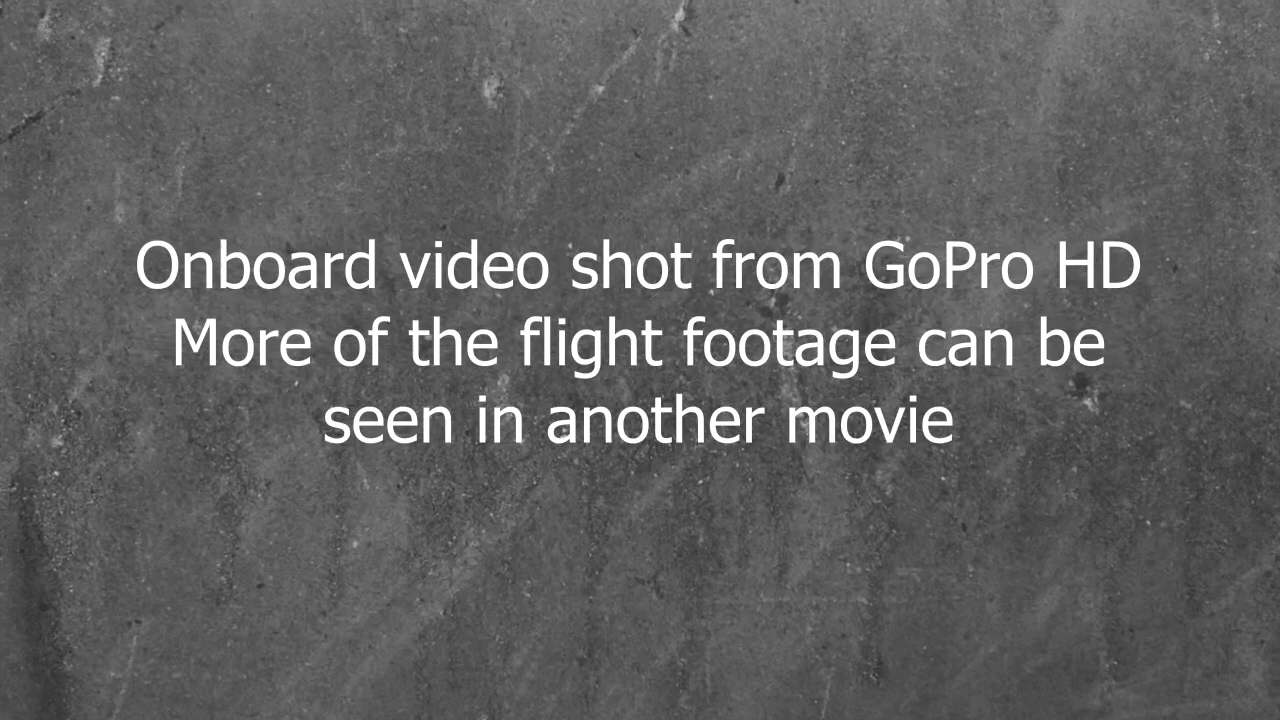 Onboard video shot from GoPro HD
More of the flight footage can be
seen in another movie